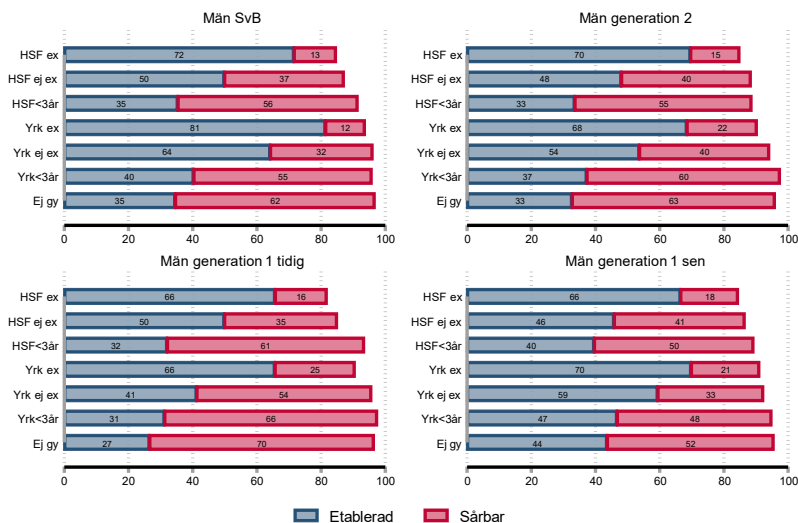 Män SvB
HSF ex 72 13
HSF ej ex 50 37
HSF<3år 35 56
Yrk ex 81 12
Yrk ej ex 64 32
Yrk<3år 40 55
Ej gy 35 62
0 20 40 60 80 100
Män generation 2
HSF ex 70 15
HSF ej ex 48 40
HSF<3år 33 55
Yrk ex 68 22
Yrk ej ex 54 40
Yrk<3år 37 60
Ej gy 33 63
0 20 40 60 80 100
Män generation 1 tidig
HSF ex 66 16
HSF ej ex 50 35
HSF<3år 32 61
Yrk ex 66 25
Yrk ej ex 41 54
Yrk<3år 31 66
Ej gy 27 70
0 20 40 60 80 100
Män generation 1 sen
HSF ex 66 18
HSF ej ex 46 41
HSF<3år 40 50
Yrk ex 70 21
Yrk ej ex 59 33
Yrk<3år 47 48
Ej gy 44 52
0 20 40 60 80 100
Etablerad Sårbar